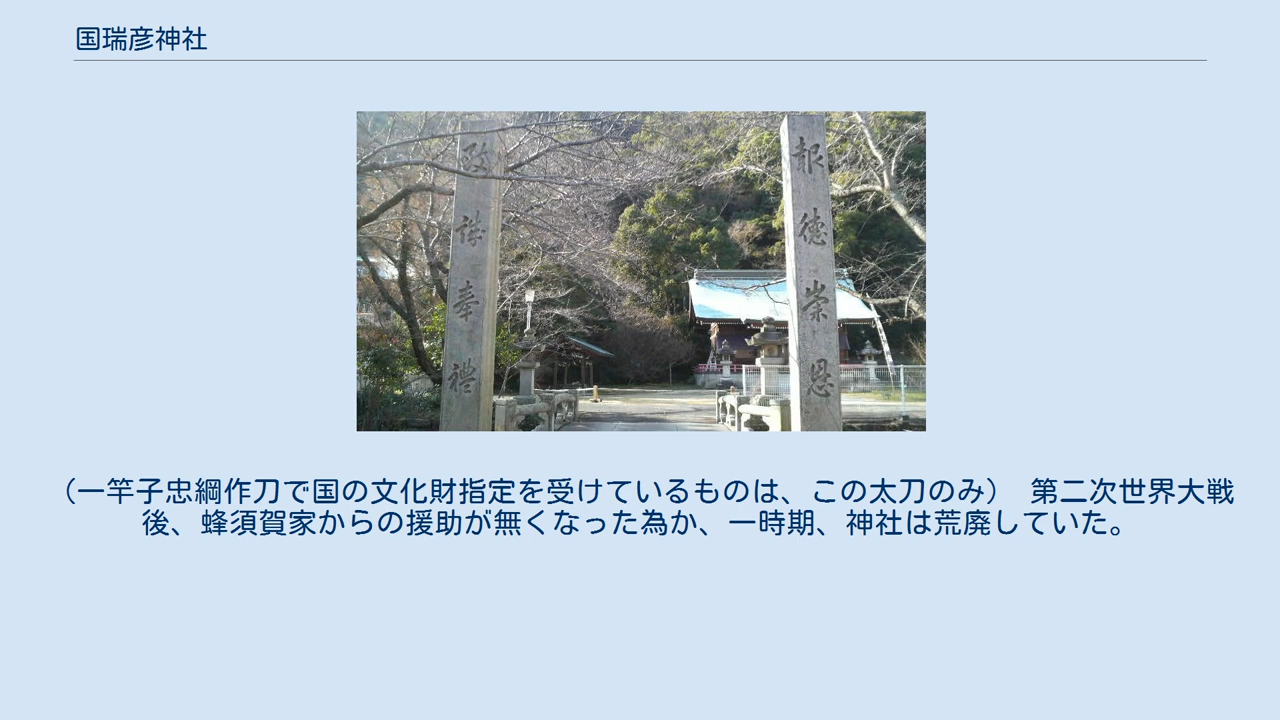 国瑞彦神社
報徳崇恩
奉禮
（一竿子忠綱作刀で国の文化財指定を受けているものは、この太刀のみ） 第二次世界大戦
後、蜂須賀家からの援助が無くなった為か、一時期、神社は荒廃していた。